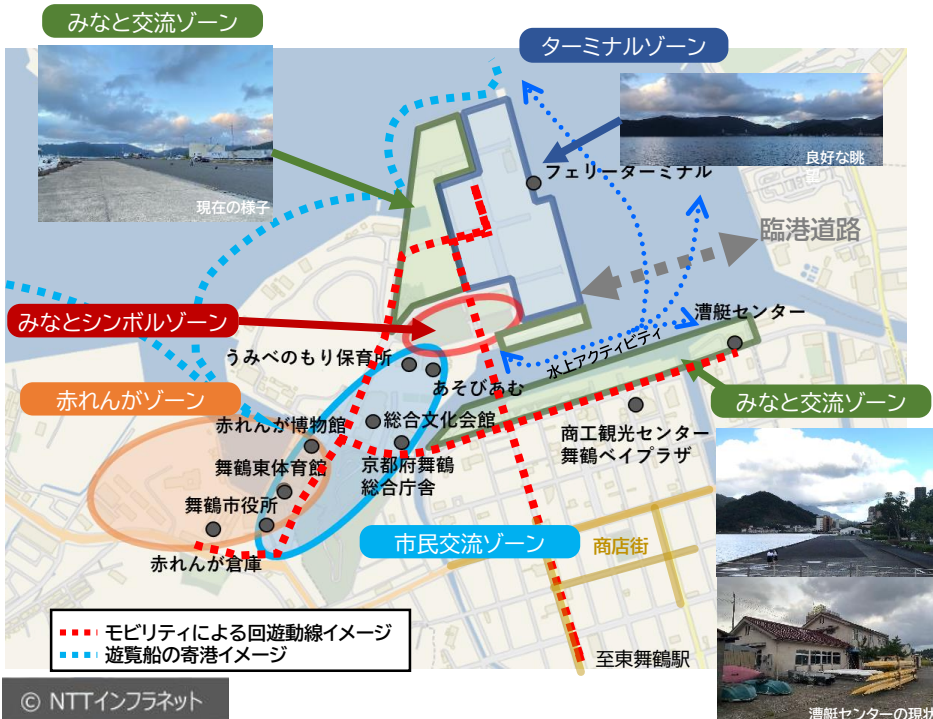 みなと交流ゾーン
ターミナルゾーン
現在の様子
良好な眺
望
フェリーターミナル
臨港道路
みなとシンボルゾーン
漕艇センター
うみべのもり保育所
水上アクティビティ
あそびあむ
赤れんがゾーン
みなと交流ゾーン
赤れんが博物館
総合文化会館
商工観光センター
舞鶴ベイプラザ
舞鶴東体育館
京都府舞鶴
総合庁舎
舞鶴市役所
市民交流ゾーン
商店街
赤れんが倉庫
モビリティによる回遊動線イメージ
遊覧船の寄港イメージ
至東舞鶴駅
© NTTインフラネット
漕艇センターの現状